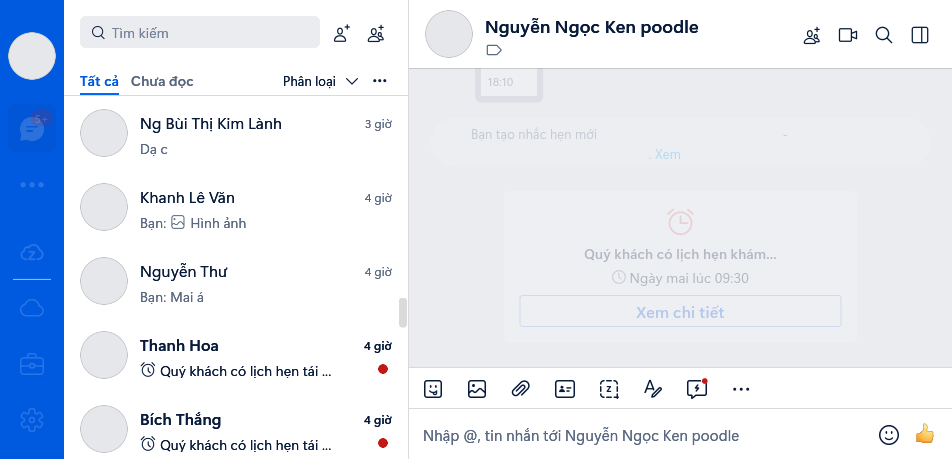 Tìm kiếm
Tất cả Chưa đọc Phân loại
5+
Ng Bùi Thị Kim Lành 3 giờ
Dạ c
Khanh Lê Văn 4 giờ
Bạn: Hình ảnh
Nguyễn Thư 4 giờ
Bạn: Mai á
Thanh Hoa 4 giờ
Quý khách có lịch hẹn tái ...
Bích Thắng 4 giờ
Quý khách có lịch hẹn tái ...
Nguyễn Ngọc Ken poodle
18:10
Bạn tạo nhắc hẹn mới -
. Xem
Quý khách có lịch hẹn khám...
Ngày mai lúc 09:30
Xem chi tiết
Nhập @, tin nhắn tới Nguyễn Ngọc Ken poodle